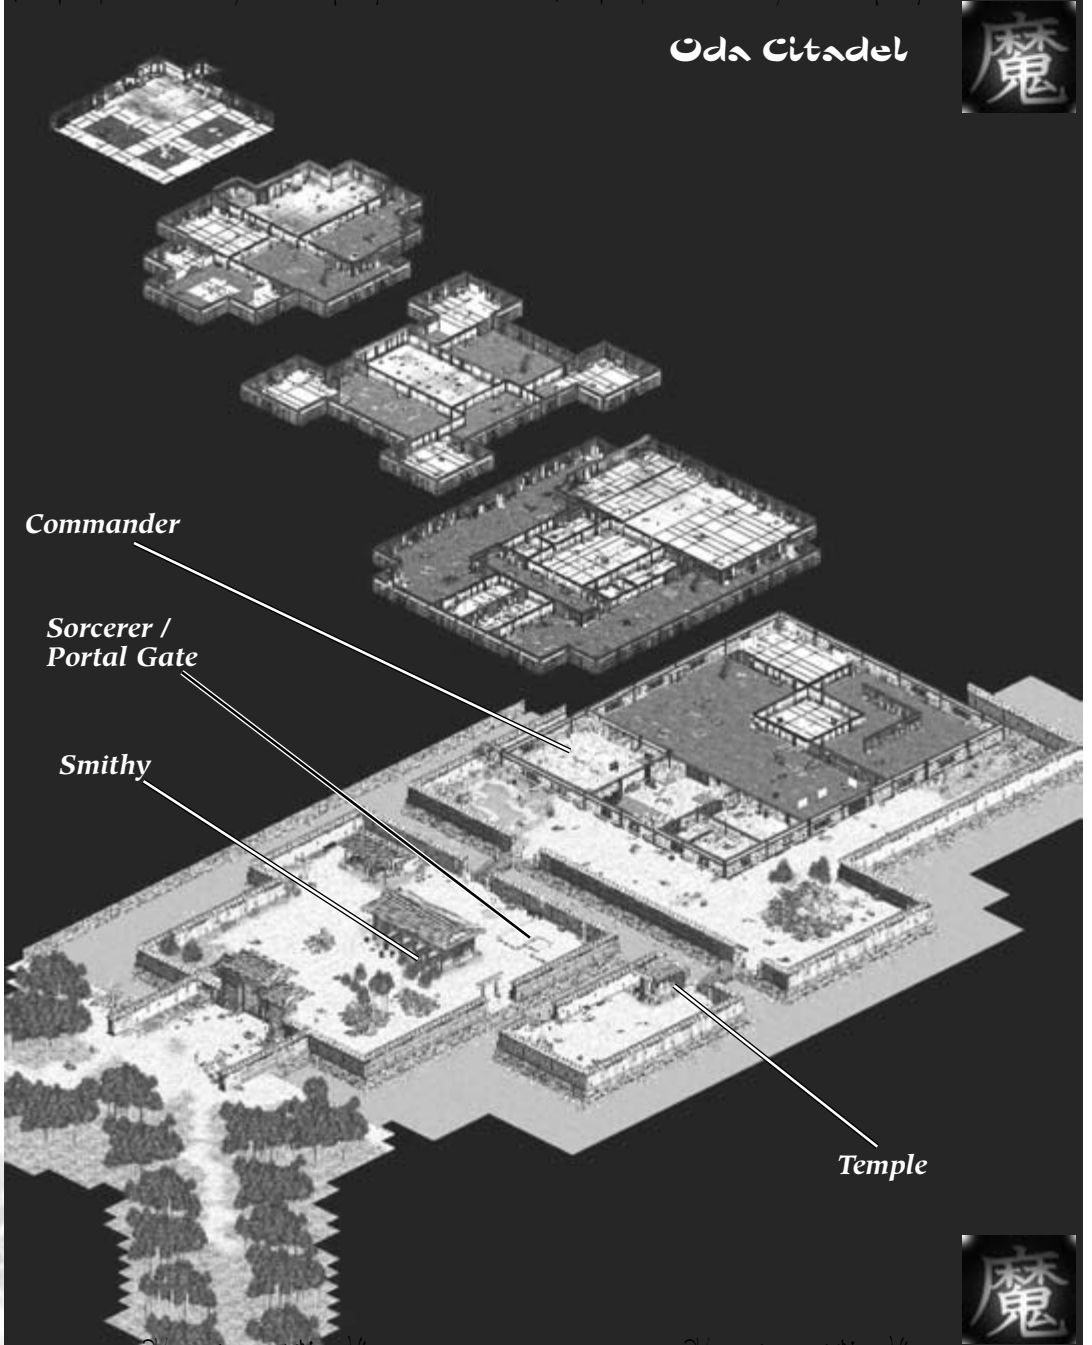 Oda Citadel
魔
Commander
Sorcerer /
Portal Gate
Smithy
Temple
魔